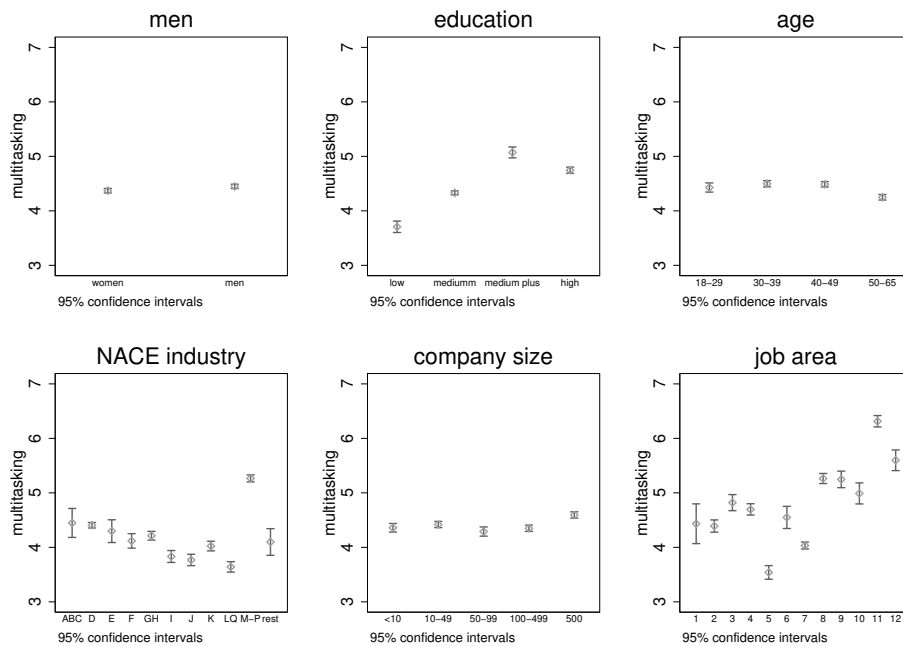 men
multitasking
7
6
5
4
3
women men
95% confidence intervals
education
multitasking
7
6
5
4
3
low mediumm medium plus high
95% confidence intervals
age
multitasking
7
6
5
4
3
18−29 30−39 40−49 50−65
95% confidence intervals
NACE industry
multitasking
7
6
5
4
3
ABC D E F GH I J K LQ M−P rest
95% confidence intervals
company size
multitasking
7
6
5
4
3
<10 10−49 50−99 100−499 500
95% confidence intervals
job area
multitasking
7
6
5
4
3
1 2 3 4 5 6 7 8 9 10 11 12
95% confidence intervals